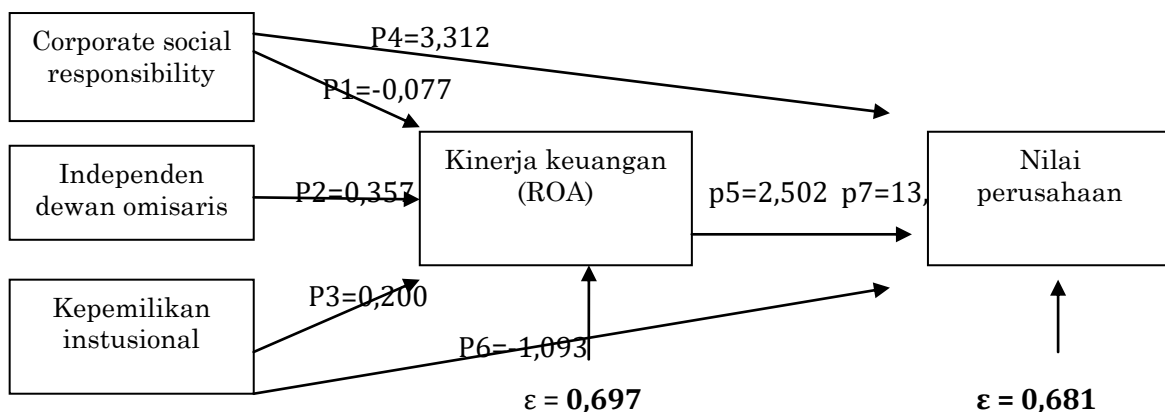 Corporate social
responsibility
P4=3,312
P1=-0,077
Independen
dewan omisaris
P2=0,357
Kinerja keuangan
(ROA)
p5=2,502 p7=13,
Nilai
perusahaan
Kepemilikan
instusional
P3=0,200
P6=-1,093
ε = 0,697
ε = 0,681